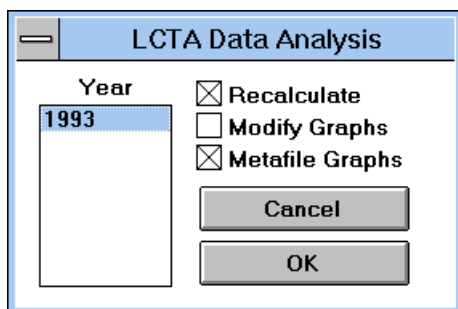 LCTA Data Analysis
Year
1993
Recalculate
Modify Graphs
Metafile Graphs
Cancel
OK